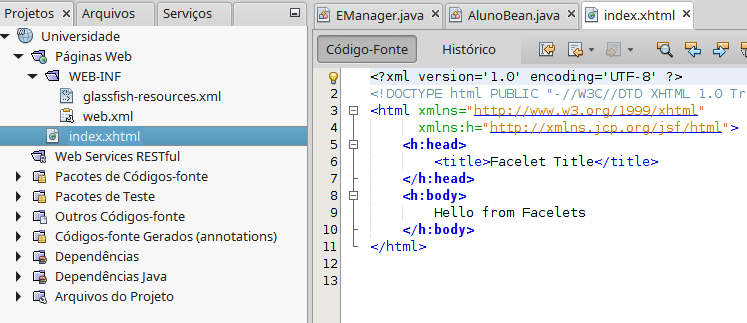 Projetos Arquivos Serviços
Universidade
Páginas Web
WEB-INF
glassfish-resources.xml
web.xml
index.xhtml
Web Services RESTful
Pacotes de Códigos-fonte
Pacotes de Teste
Outros Códigos-fonte
Códigos-fonte Gerados (annotations)
Dependências
Dependências Java
Arquivos do Projeto
EManager.java AlunoBean.java index.xhtml
Código-Fonte Histórico
<?xml version='1.0' encoding='UTF-8' ?>
2 <!DOCTYPE html PUBLIC "-//W3C//DTD XHTML 1.0 Tr
3 <html xmlns="http://www.w3.org/1999/xhtml"
4 xmlns:h="http://xmlns.jcp.org/jsf/html">
5 <h:head>
6 <title>Facelet Title</title>
7 </h:head>
8 <h:body>
9 Hello from Facelets
10 </h:body>
11 </html>
12
13